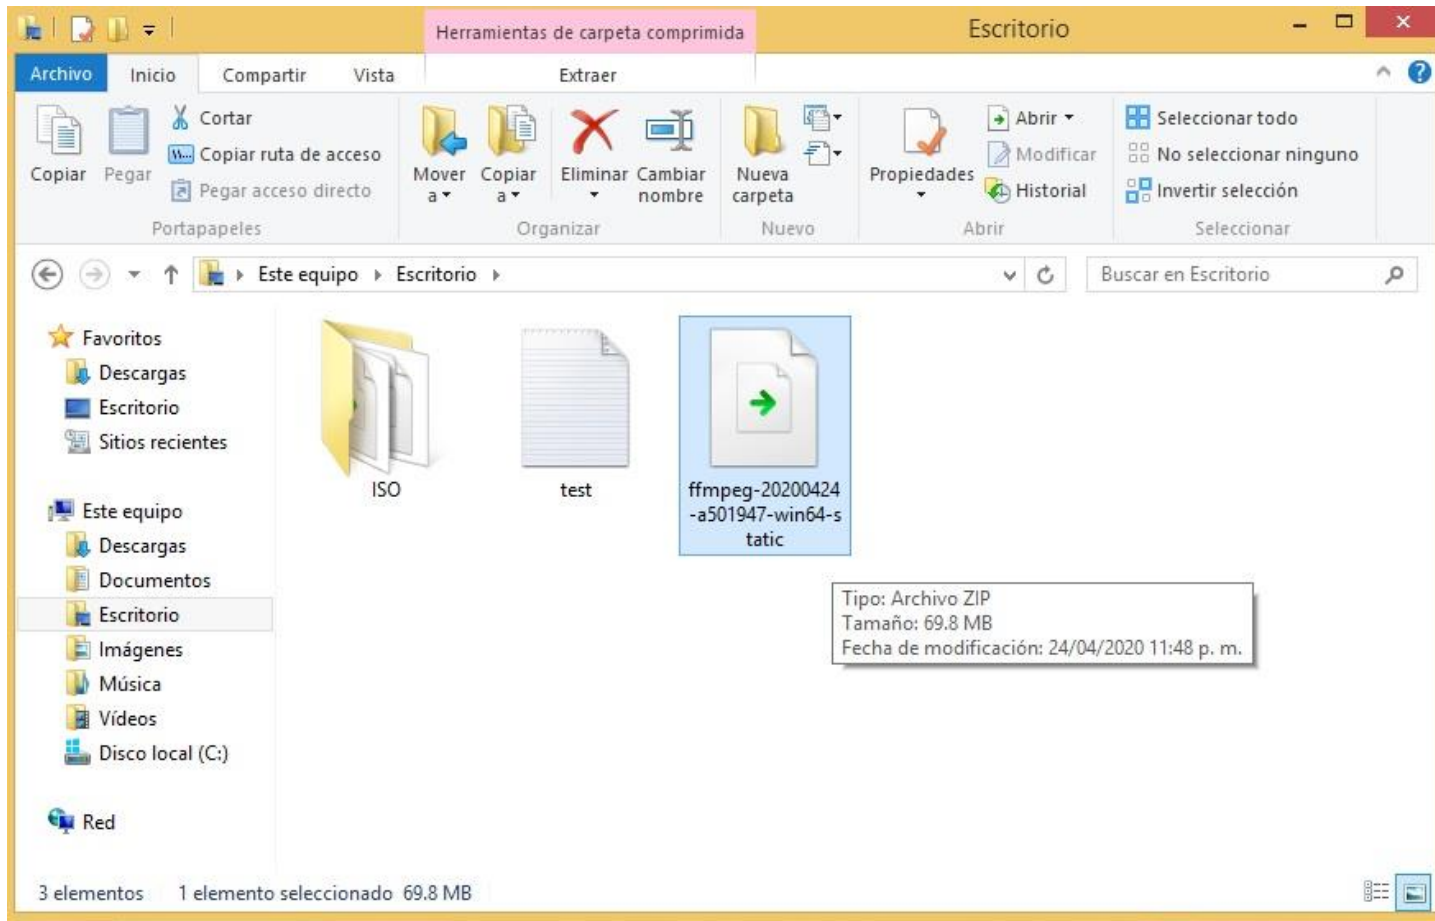 Herramientas de carpeta comprimida
Escritorio
Archivo Inicio Compartir Vista Extraer
Copiar
Pegar
Cortar
Copiar ruta de acceso
Pegar acceso directo
Portapapeles
Mover a
Copiar a
Eliminar
Cambiar nombre
Organizar
Nueva carpeta
Nuevo
Propiedades
Abrir
Modificar
Historial
Abrir
Seleccionar todo
No seleccionar ninguno
Invertir selección
Seleccionar
Este equipo Escritorio
Buscar en Escritorio
Favoritos
Descargas
Escritorio
Sitios recientes
Este equipo
Descargas
Documentos
Escritorio
Imágenes
Música
Vídeos
Disco local (C:)
Red
ISO
test
ffmpeg-20200424
-a501947-win64-s
tatic
Tipo: Archivo ZIP
Tamaño: 69.8 MB
Fecha de modificación: 24/04/2020 11:48 p. m.
3 elementos 1 elemento seleccionado 69.8 MB